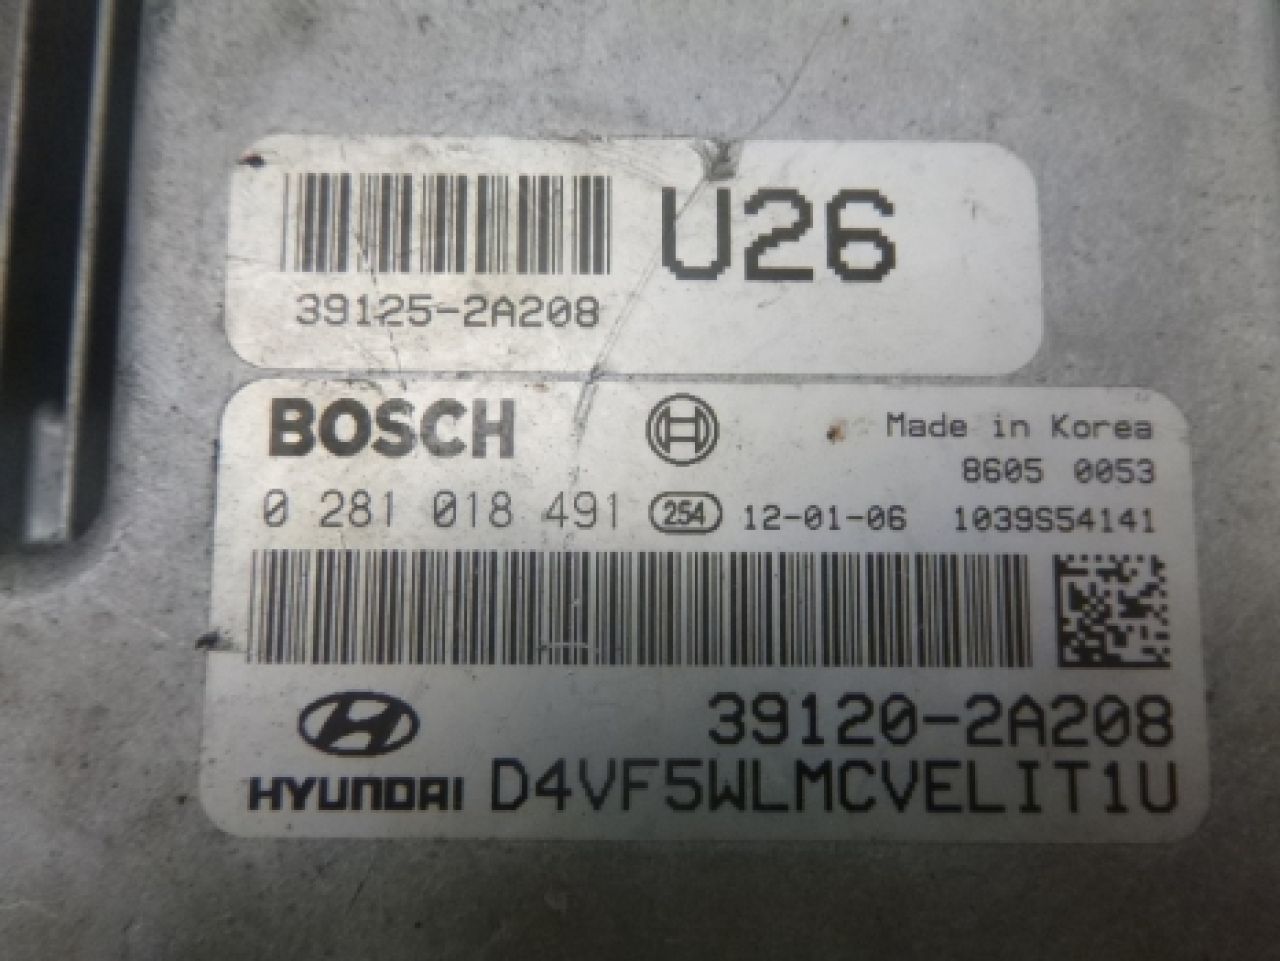 U26
39125-2A208
BOSCH
Made in Korea
8605 0053
0 281 018 491 254 12-01-06 1039S54141
39120-2A208
HYUNDAI D4VF5WLMCVELIT1U